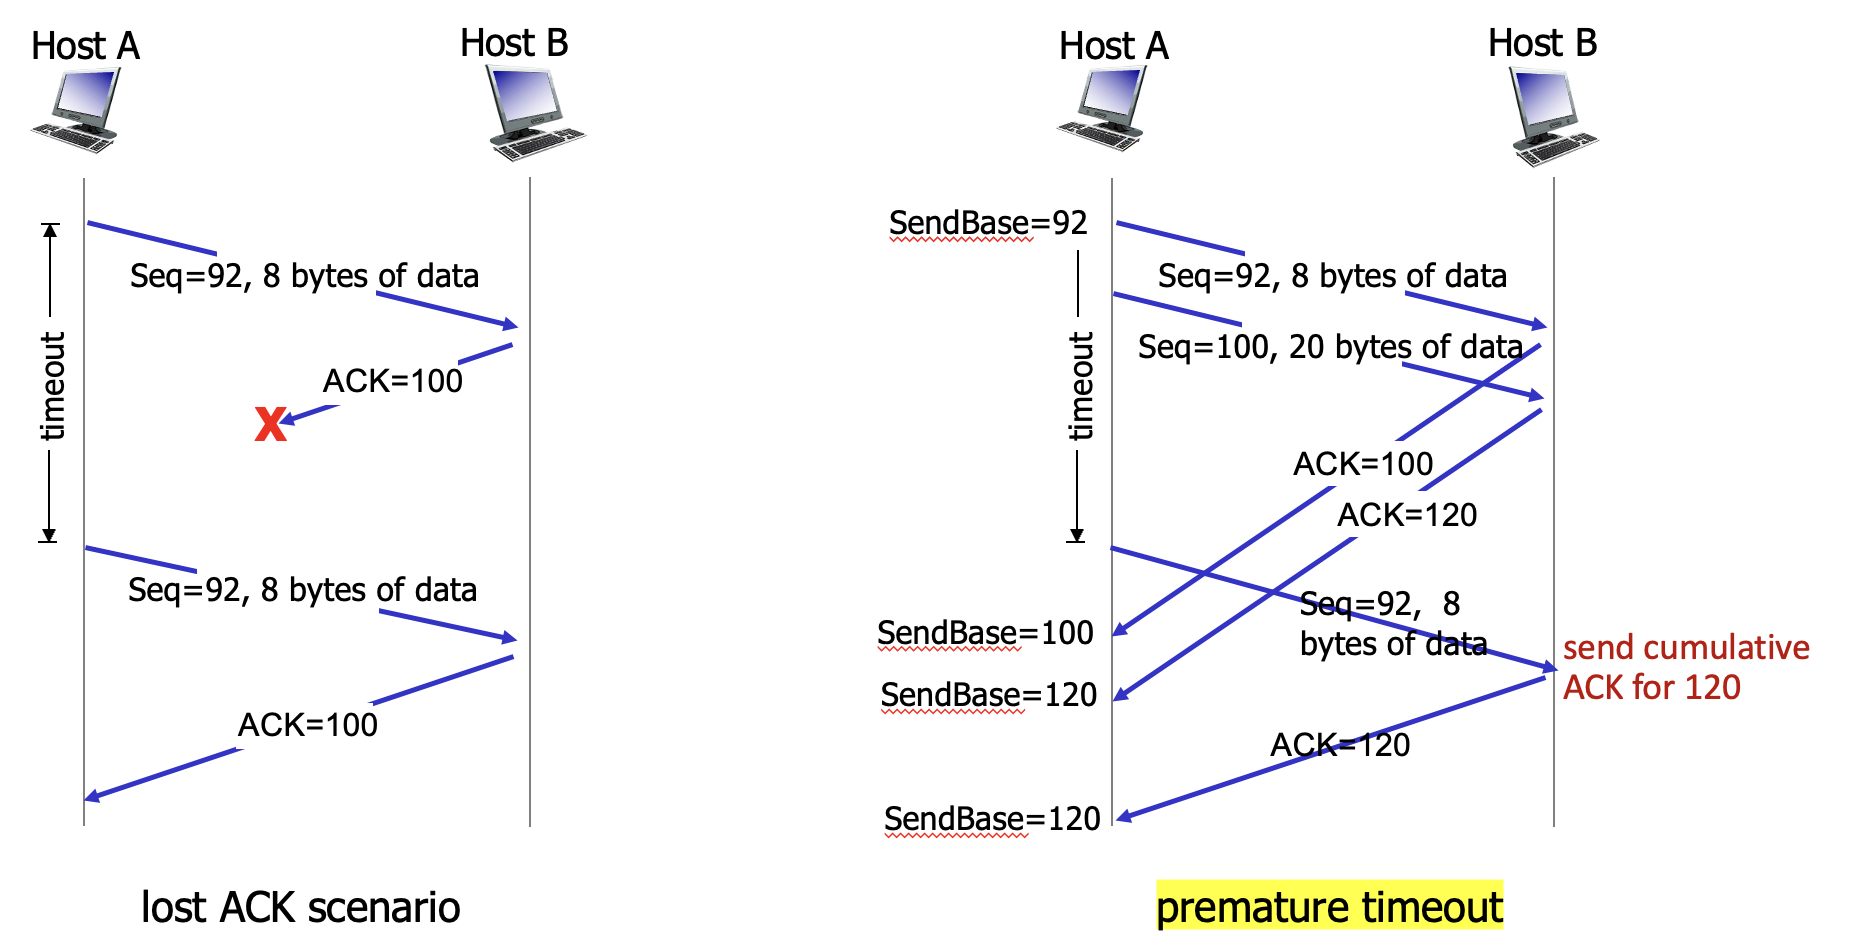 Host A
Host B
Seq=92, 8 bytes of data
timeout
ACK=100
X
Seq=92, 8 bytes of data
ACK=100
lost ACK scenario
Host A
Host B
SendBase=92
Seq=92, 8 bytes of data
Seq=100, 20 bytes of data
timeout
ACK=100
ACK=120
Seq=92, 8
bytes of data
SendBase=100
SendBase=120
send cumulative
ACK for 120
ACK=120
SendBase=120
premature timeout